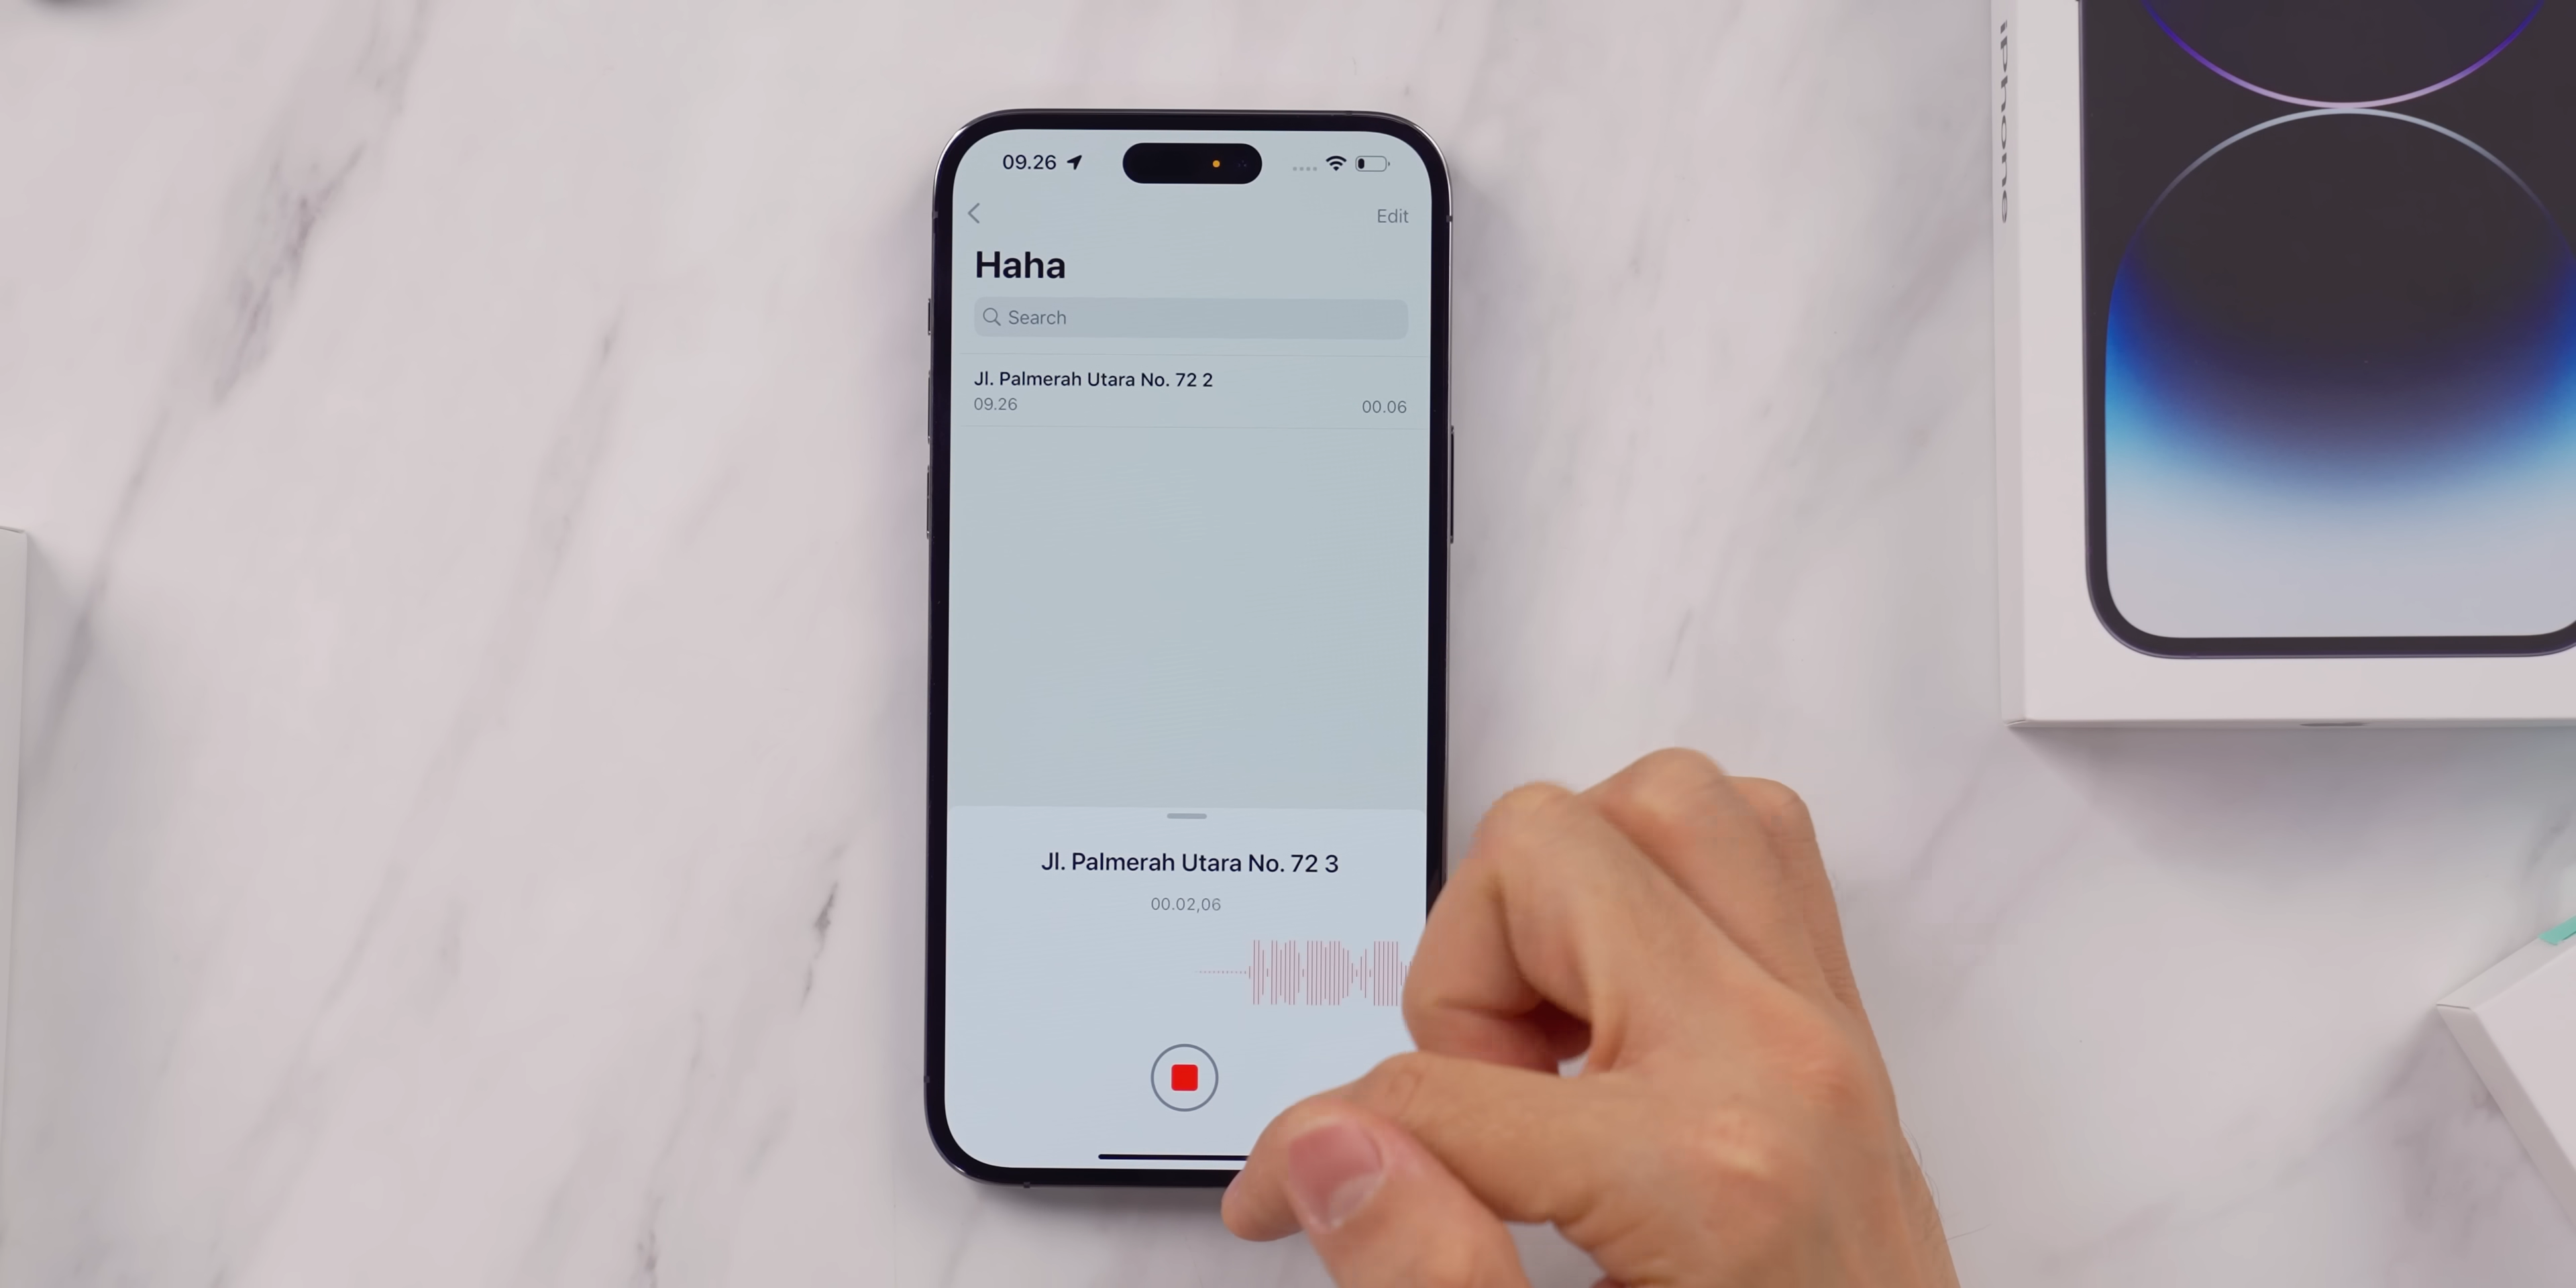 09.26
Edit
Haha
Search
Jl. Palmerah Utara No. 72 2
09.26
00.06
Jl. Palmerah Utara No. 72 3
00.02,06
iPhone